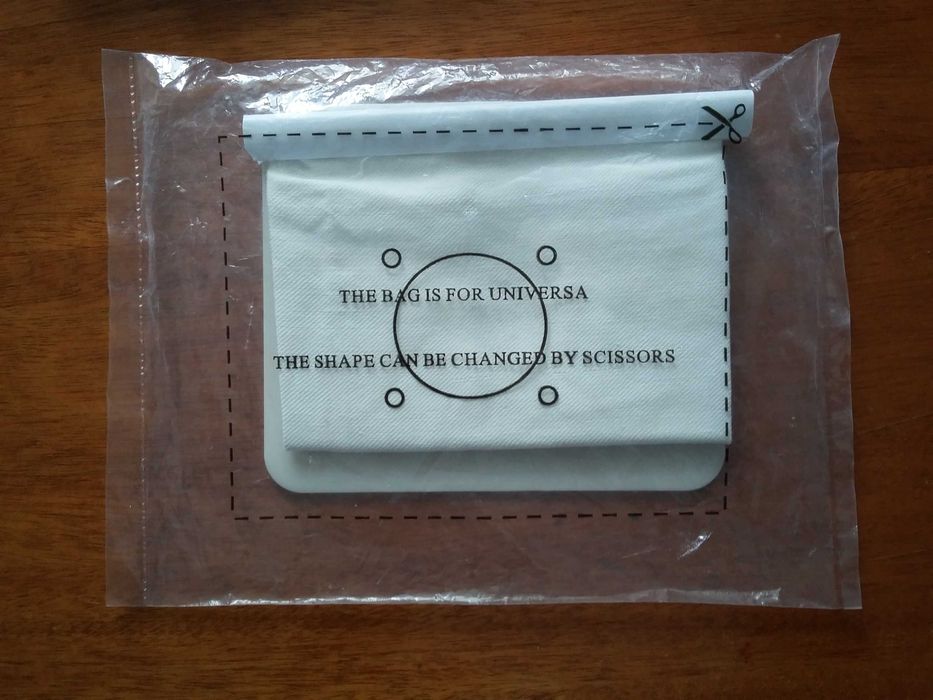 THE BAG IS FOR UNIVERSA
THE SHAPE CAN BE CHANGED BY SCISSORS